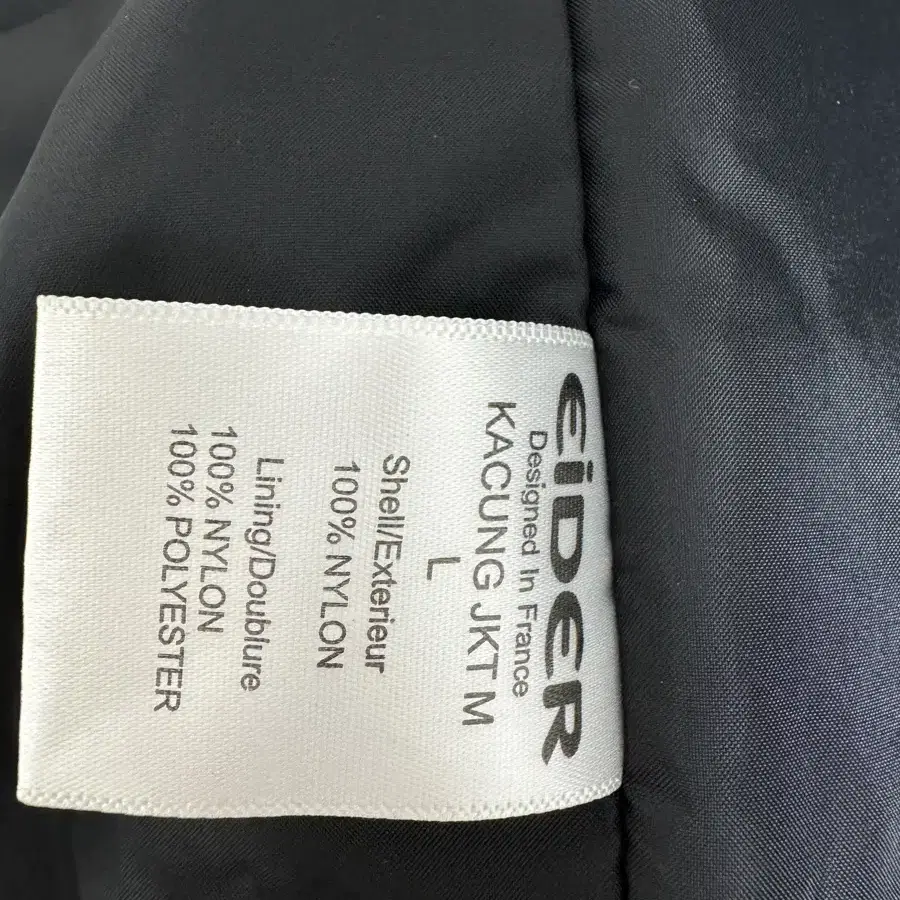 EiDER
Designed In France
KACUNG JKT M
L
Shell/Exterieur
100% NYLON
Lining/Doublure
100% NYLON
100% POLYESTER